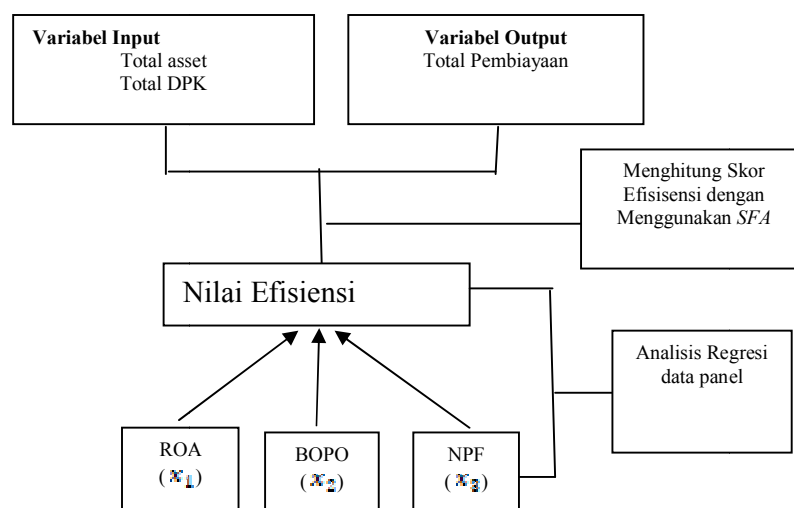 Variabel Input
Total asset
Total DPK
Variabel Output
Total Pembiayaan
Menghitung Skor
Efisisensi dengan
Menggunakan SFA
Nilai Efisiensi
Analisis Regresi
data panel
ROA
(x₁)
BOPO
(x₂)
NPF
(x₃)